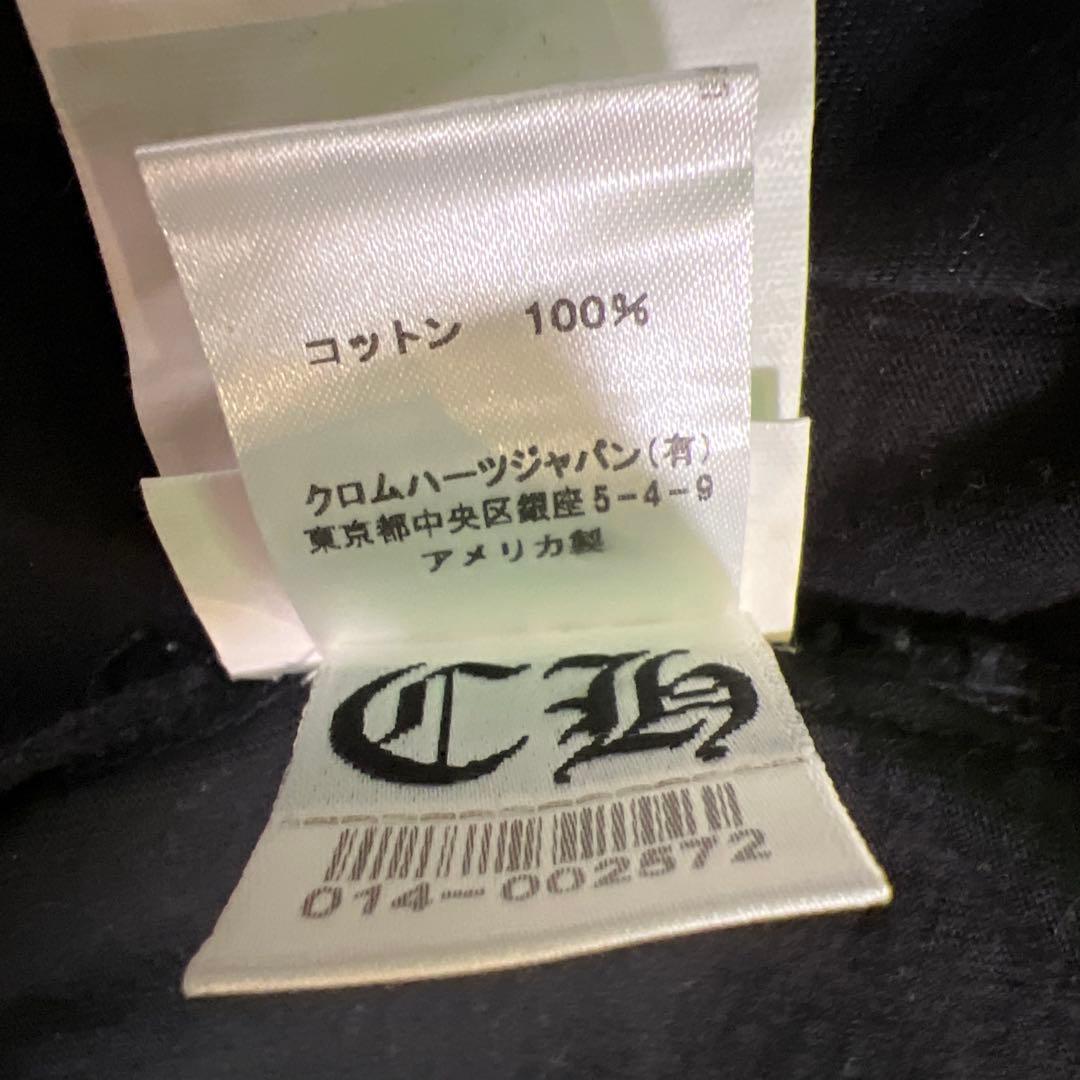 コットン 100%
クロムハーツジャパン(有)
東京都中央区銀座5-4-9
アメリカ製
CH
014-002572